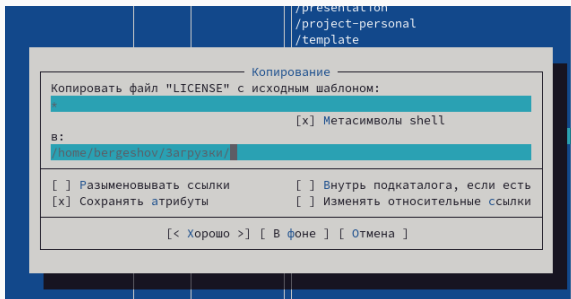 /presentation
/project-personal
/template
Копирование
Копировать файл "LICENSE" с исходным шаблоном:
*
[x] Метасимволы shell
в:
/home/bergeshov/Загрузки/
[ ] Разыменовывать ссылки [ ] Внутрь подкаталога, если есть
[x] Сохранять атрибуты [ ] Изменять относительные ссылки
[< Хорошо >] [ В фоне ] [ Отмена ]